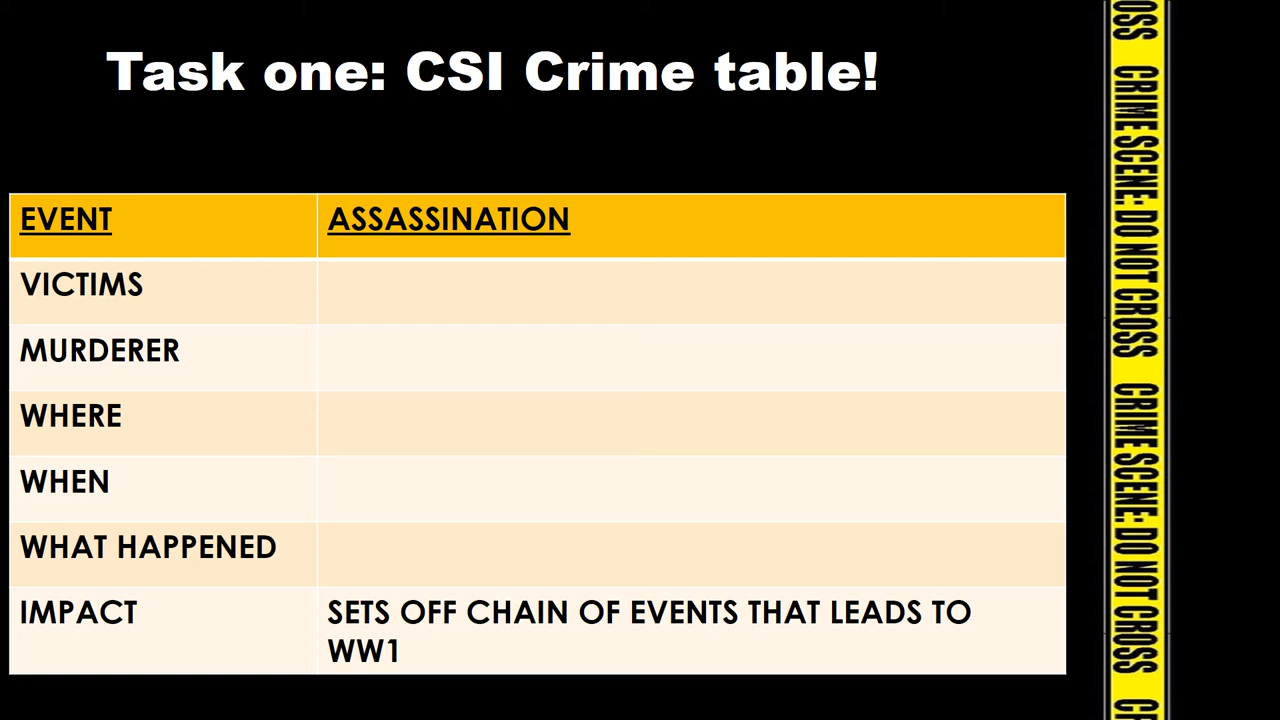 Task one: CSI Crime table!
EVENT
ASSASSINATION
VICTIMS
MURDERER
WHERE
WHEN
WHAT HAPPENED
IMPACT
SETS OFF CHAIN OF EVENTS THAT LEADS TO
WW1
OSS CRIME SCENE: DO NOT CROSS CRIME SCENE: DO NOT CROSS